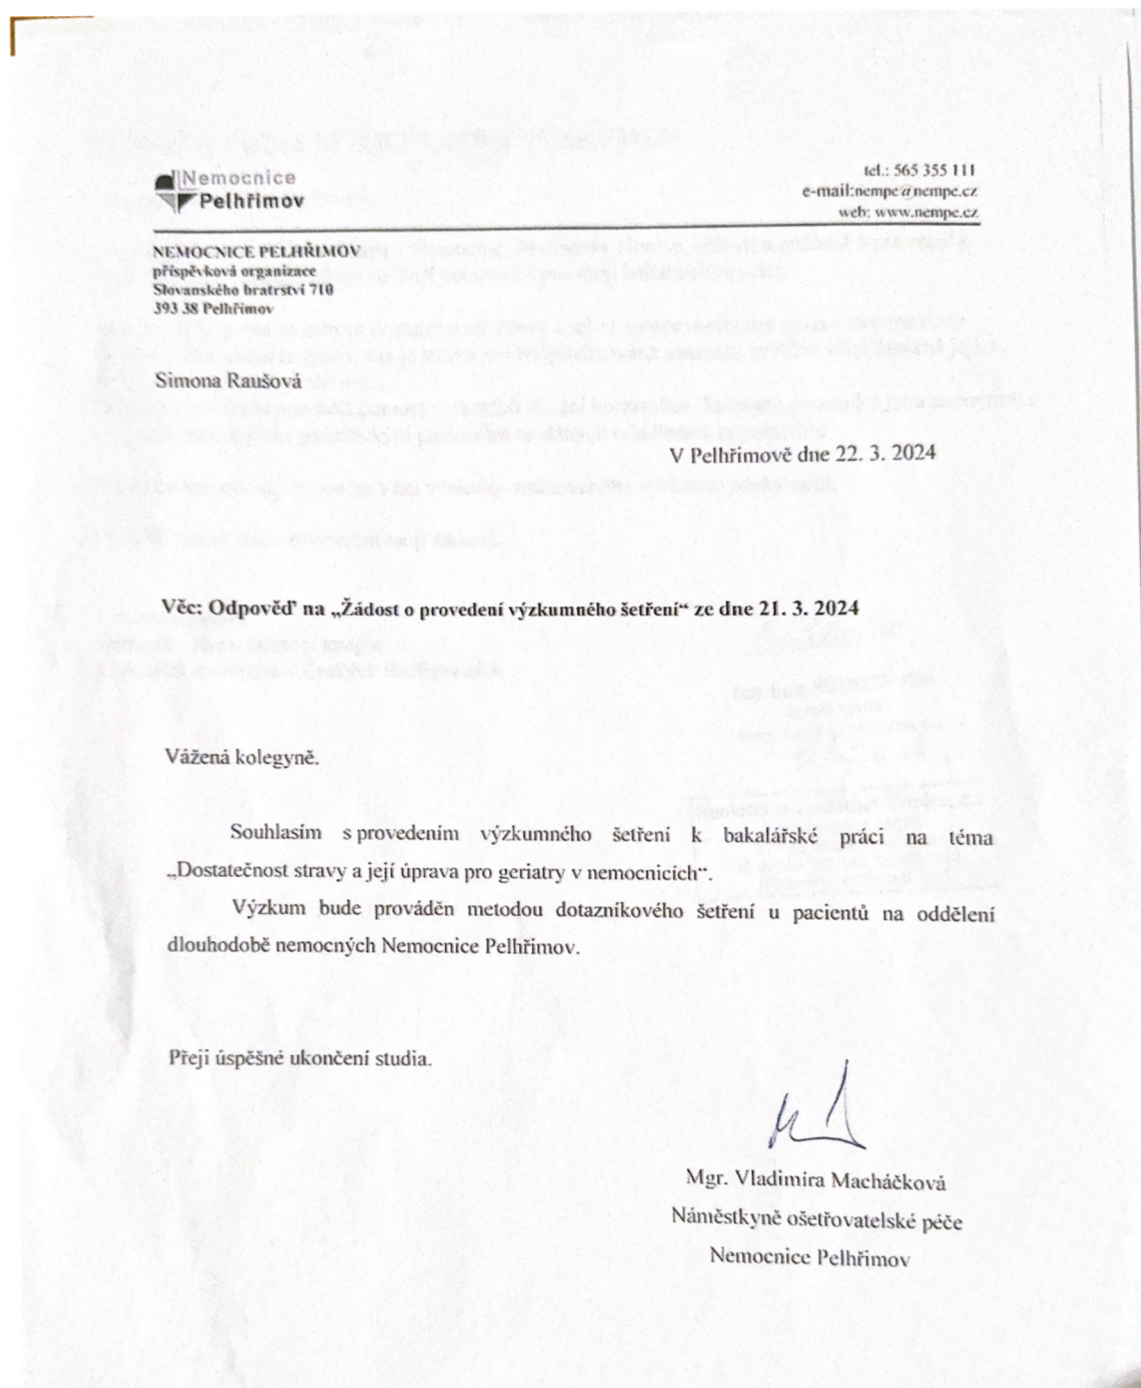 Nemocnice
Pelhřimov
tel.: 565 355 111
e-mail:nempe@nempe.cz
web: www.nempe.cz
NEMOCNICE PELHŘIMOV
příspěvková organizace
Slovanského bratrství 710
393 38 Pelhřimov
Simona Raušová
V Pelhřimově dne 22. 3. 2024
Věc: Odpověď na „Žádost o provedení výzkumného šetření“ ze dne 21. 3. 2024
Vážená kolegyně.
Souhlasím s provedením výzkumného šetření k bakalářské práci na téma
„Dostatečnost stravy a její úprava pro geriatry v nemocnicích“.
Výzkum bude prováděn metodou dotazníkového šetření u pacientů na oddělení
dlouhodobě nemocných Nemocnice Pelhřimov.
Přeji úspěšné ukončení studia.
Mgr. Vladimíra Macháčková
Náměstkyně ošetřovatelské péče
Nemocnice Pelhřimov